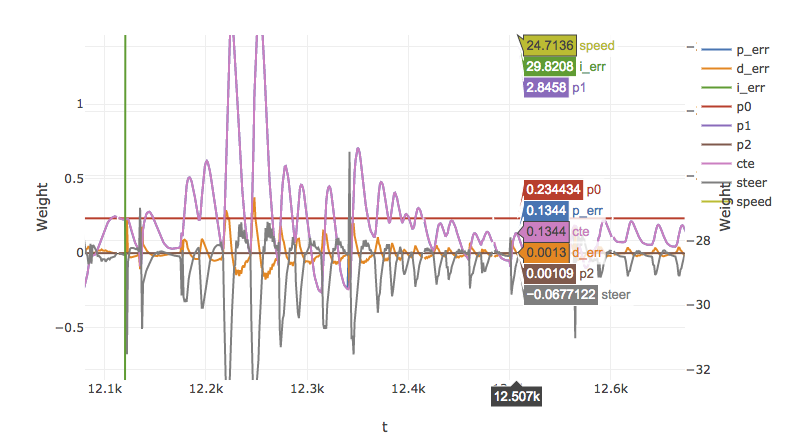 24.7136 speed
29.8208 i_err
2.8458 p1
0.234434 p0
0.1344 p_err
0.1344 cte
0.0013 d_err
0.00109 p2
−0.0677122 steer
1
0.5
0
−0.5
Weight
12.1k
12.2k
12.3k
12.4k
12.6k
12.507k
t
−28
−30
−32
Weight
p_err
d_err
i_err
p0
p1
p2
cte
steer
speed